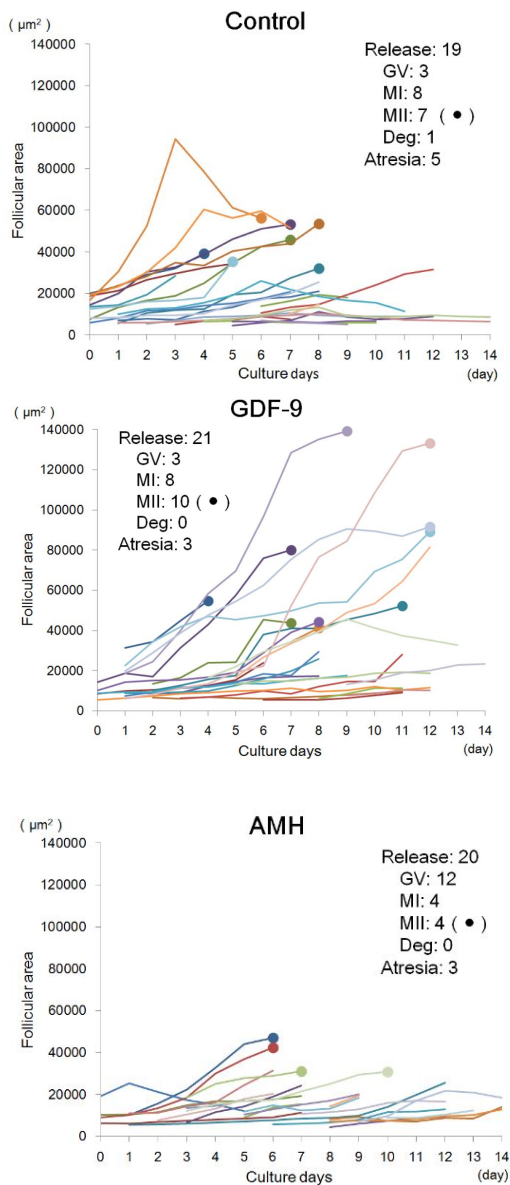 Control
( μm² )
140000
120000
100000
80000
60000
40000
20000
0
Follicular area
Release: 19
GV: 3
MI: 8
MII: 7 ( ● )
Deg: 1
Atresia: 5
0 1 2 3 4 5 6 7 8 9 10 11 12 13 14
Culture days
(day)
GDF-9
( μm² )
140000
120000
100000
80000
60000
40000
20000
0
Follicular area
Release: 21
GV: 3
MI: 8
MII: 10 ( ● )
Deg: 0
Atresia: 3
0 1 2 3 4 5 6 7 8 9 10 11 12 13 14
Culture days
(day)
AMH
( μm² )
140000
120000
100000
80000
60000
40000
20000
0
Follicular area
Release: 20
GV: 12
MI: 4
MII: 4 ( ● )
Deg: 0
Atresia: 3
0 1 2 3 4 5 6 7 8 9 10 11 12 13 14
Culture days
(day)